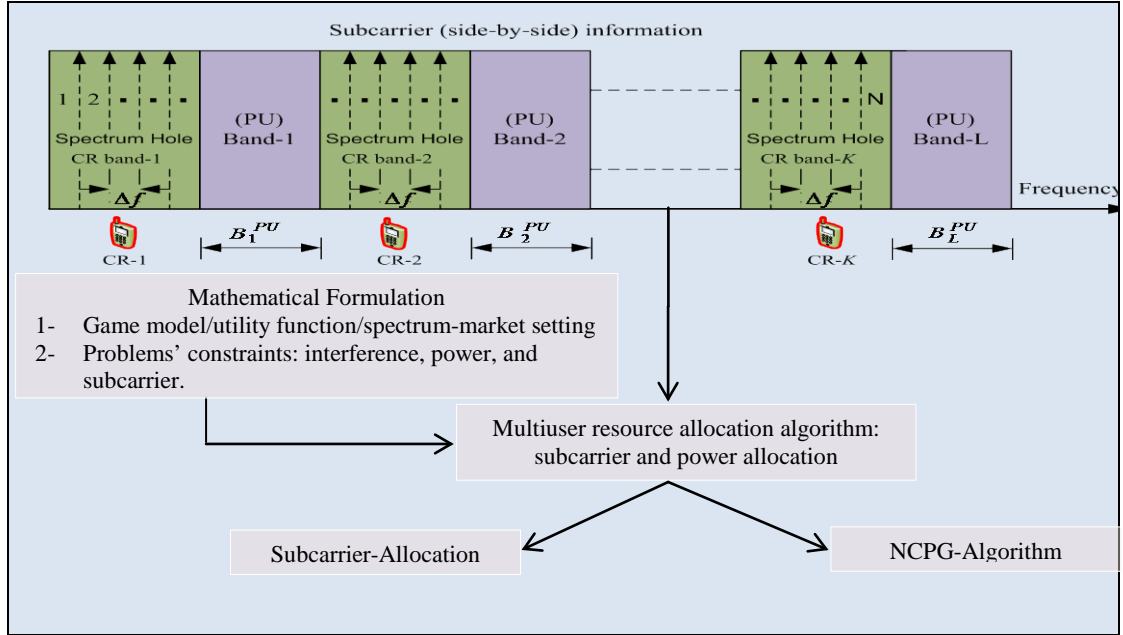 Subcarrier (side-by-side) information
1 2 - - - -
Spectrum Hole
CR band-1
Δf
CR-1
(PU)
Band-1
B₁ᴾᵁ
- - - - - -
Spectrum Hole
CR band-2
Δf
CR-2
(PU)
Band-2
B₂ᴾᵁ
- - - - - N
Spectrum Hole
CR band-K
Δf
CR-K
(PU)
Band-L
B_L^PU
Frequency
Mathematical Formulation
1- Game model/utility function/spectrum-market setting
2- Problems’ constraints: interference, power, and
subcarrier.
Multiuser resource allocation algorithm:
subcarrier and power allocation
Subcarrier-Allocation
NCPG-Algorithm